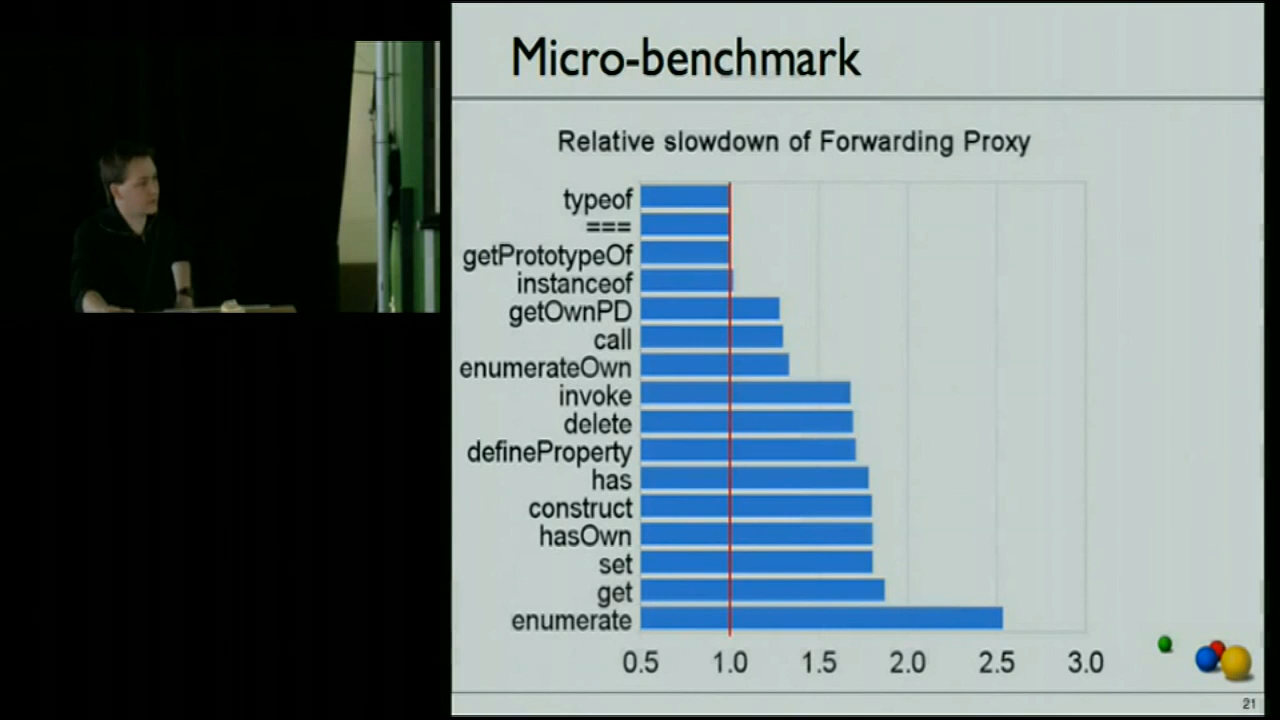 Micro-benchmark
Relative slowdown of Forwarding Proxy
typeof
===
getPrototypeOf
instanceof
getOwnPD
call
enumerateOwn
invoke
delete
defineProperty
has
construct
hasOwn
set
get
enumerate
0.5 1.0 1.5 2.0 2.5 3.0
21